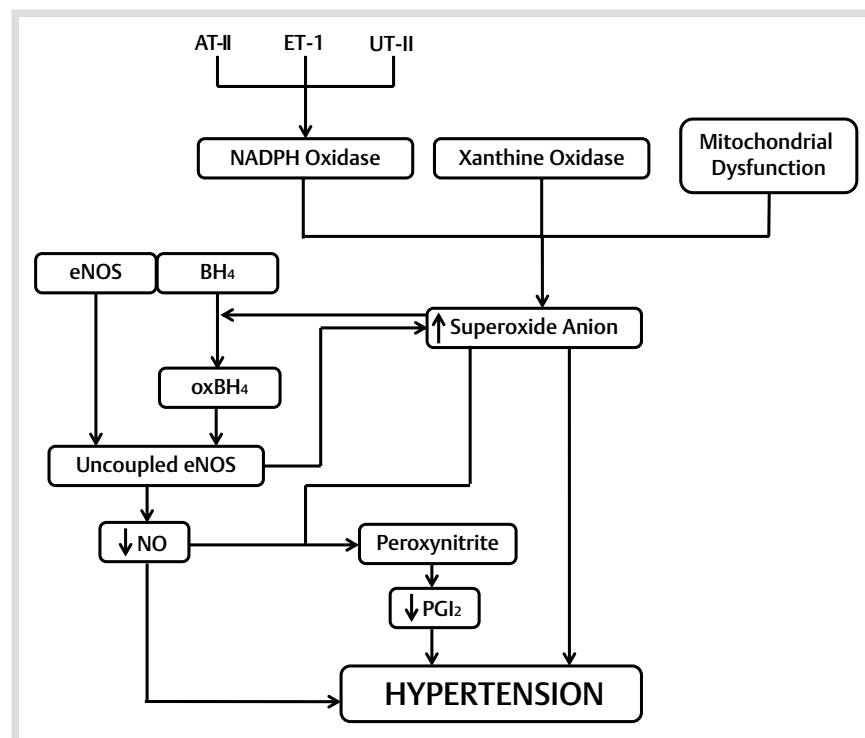 AT-II ET-1 UT-II
NADPH Oxidase
Xanthine Oxidase
Mitochondrial
Dysfunction
eNOS
BH₄
↑ Superoxide Anion
oxBH₄
Uncoupled eNOS
↓ NO
Peroxynitrite
↓ PGI₂
HYPERTENSION